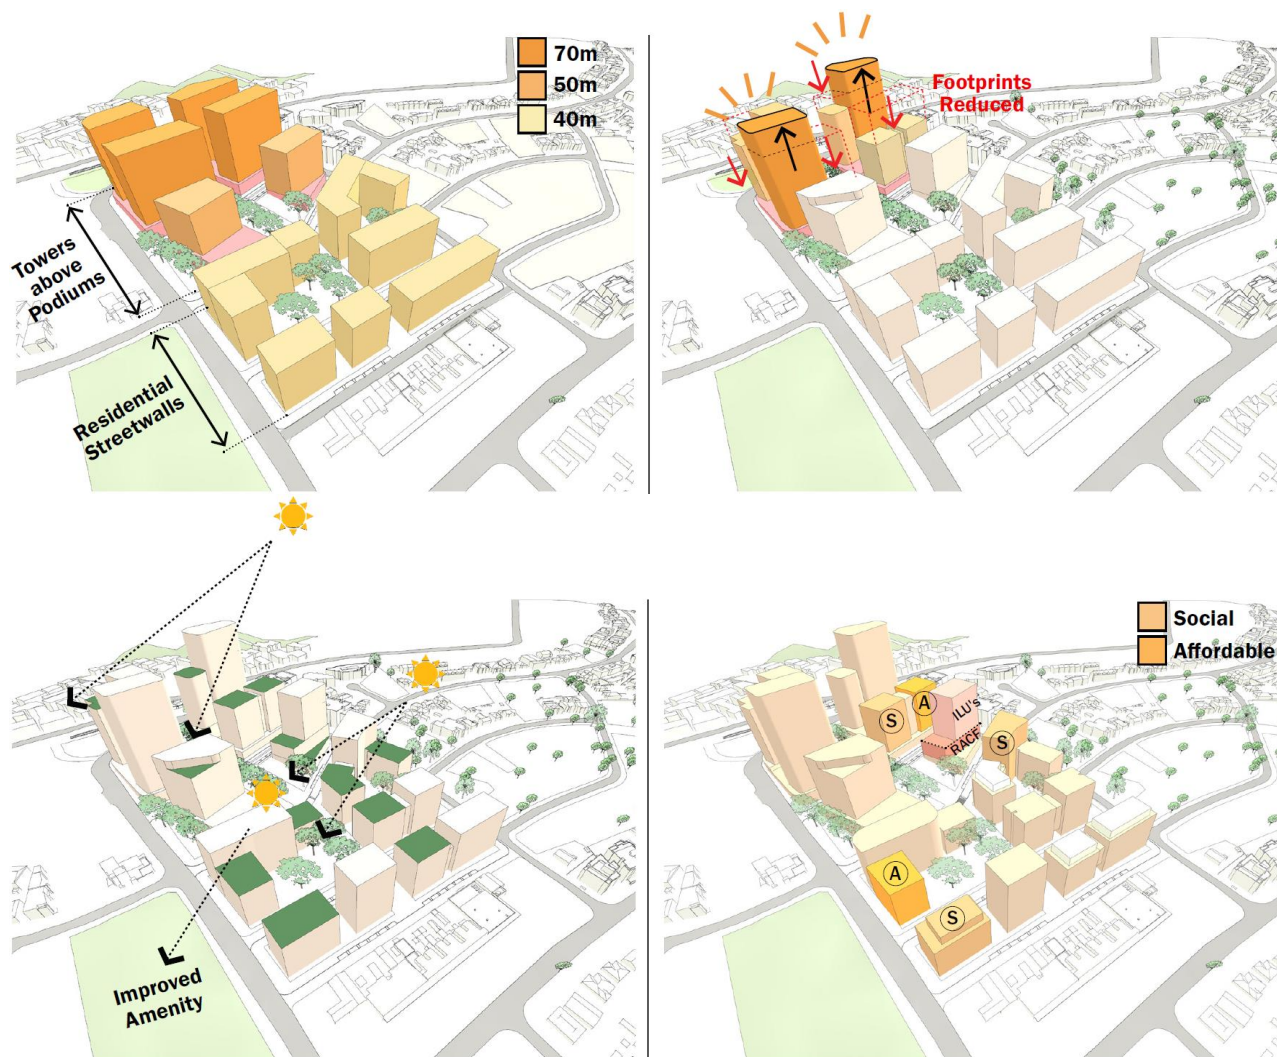 70m
50m
40m
Towers
above
Podiums
Residential
Streetwalls
Footprints
Reduced
Improved
Amenity
Social
Affordable
A
S
ILU's
RACF
S
A
S